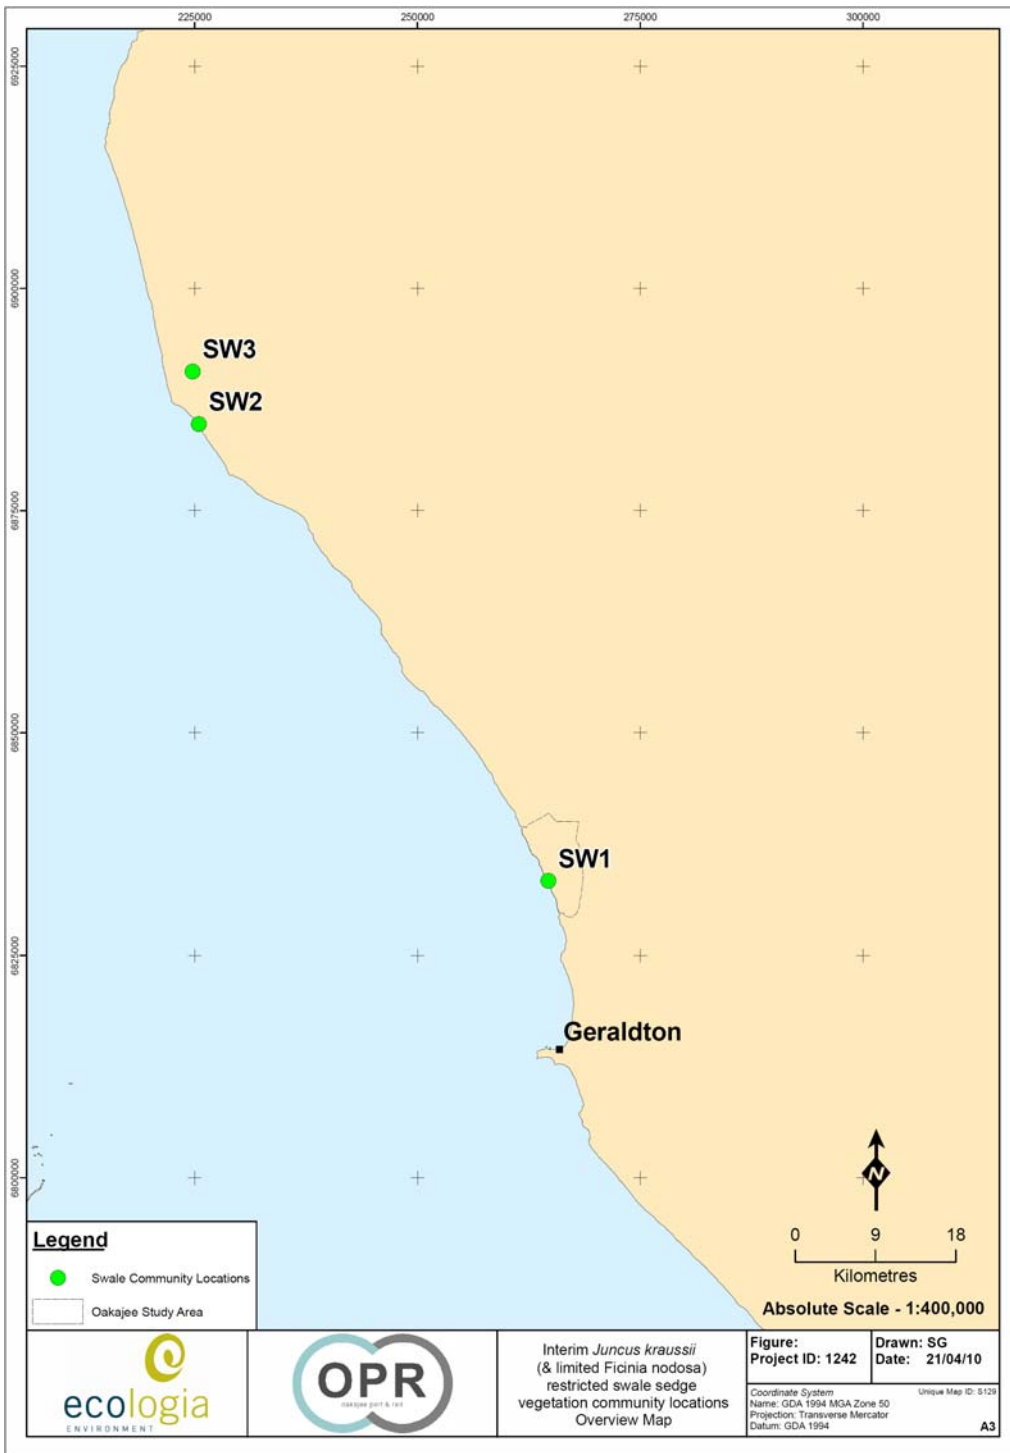 225000
250000
275000
300000
6925000
6900000
6875000
6850000
6825000
6800000
SW3
SW2
SW1
Geraldton
N
0 9 18
Kilometres
Absolute Scale - 1:400,000
Legend
Swale Community Locations
Oakajee Study Area
ecologia
ENVIRONMENT
OPR
oakajee port & rail
Interim Juncus kraussii
(& limited Ficinia nodosa)
restricted swale sedge
vegetation community locations
Overview Map
Figure:
Project ID: 1242
Drawn: SG
Date: 21/04/10
Coordinate System
Name: GDA 1994 MGA Zone 50
Projection: Transverse Mercator
Datum: GDA 1994
Unique Map ID: S129
A3